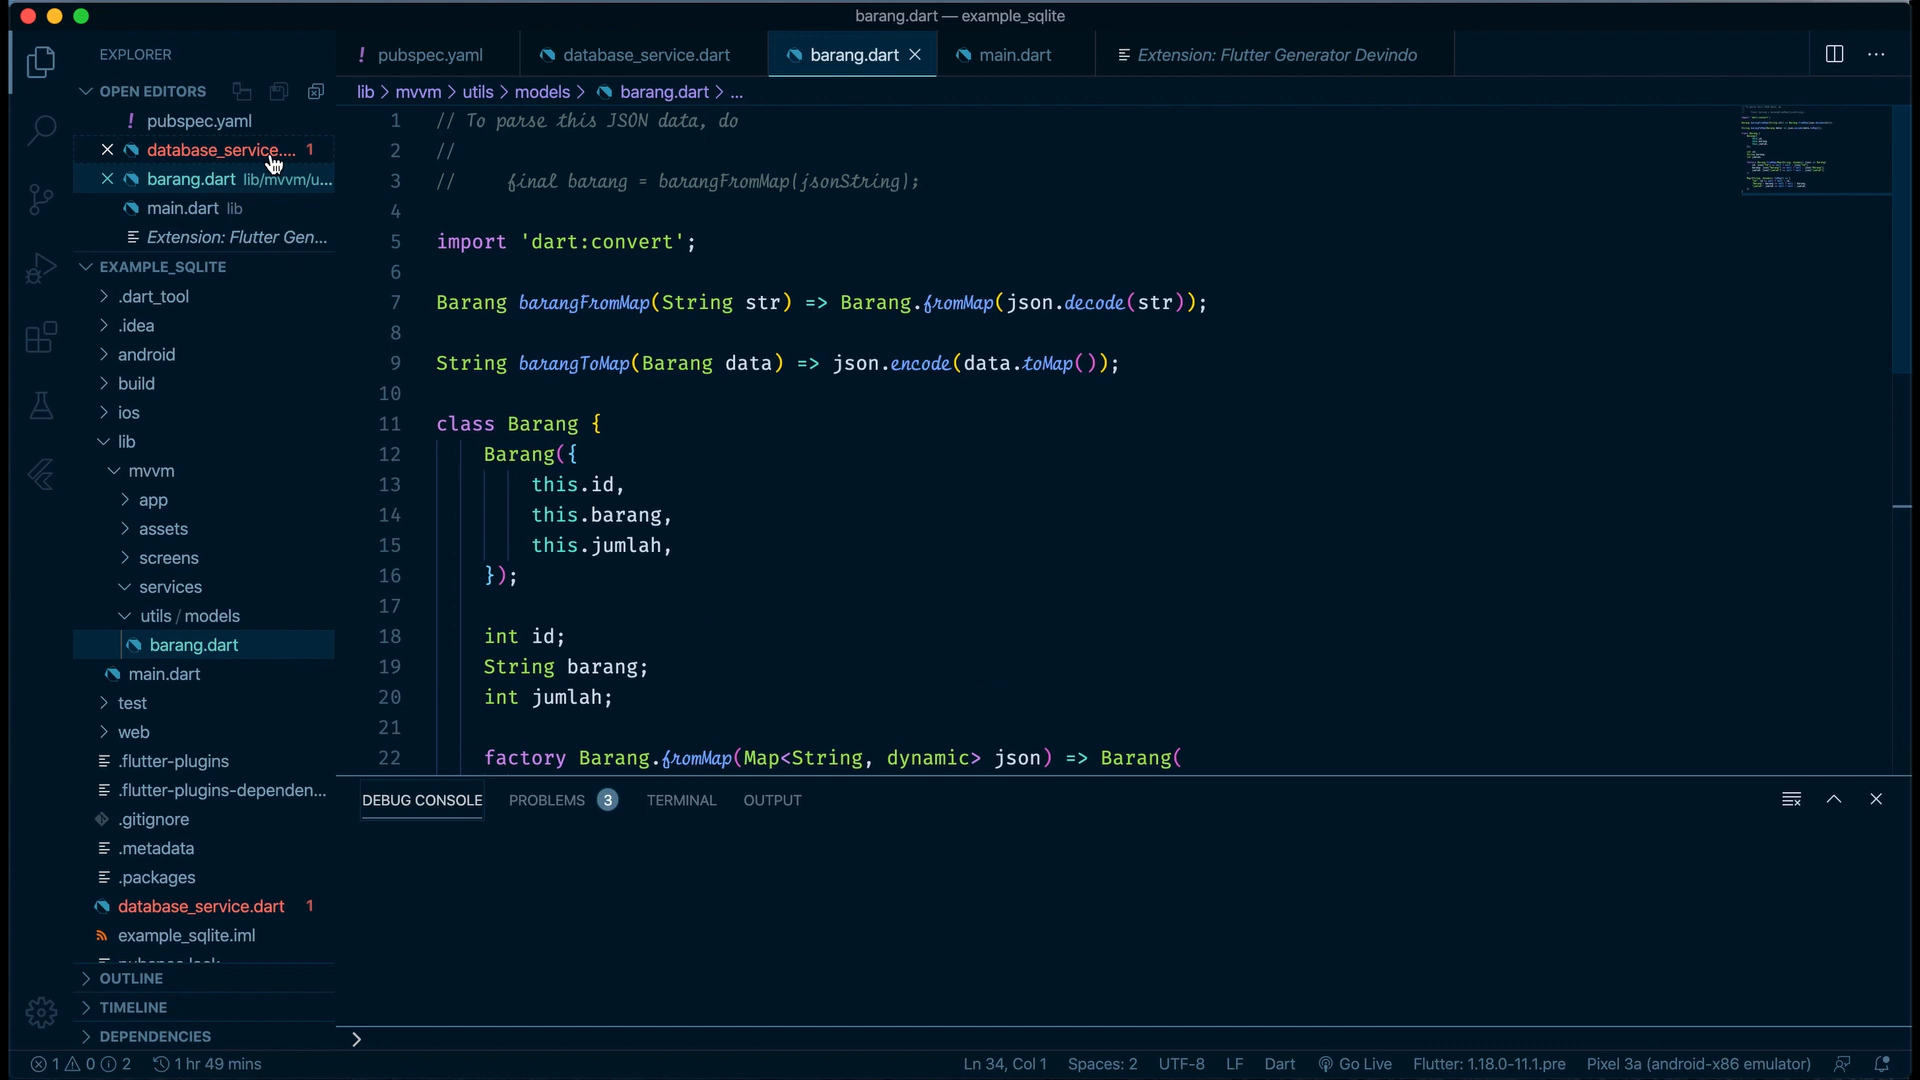 barang.dart — example_sqlite
EXPLORER
pubspec.yaml
database_service.dart
barang.dart
main.dart
Extension: Flutter Generator Devindo
OPEN EDITORS
pubspec.yaml
database_service.... 1
barang.dart lib/mvvm/u...
main.dart lib
Extension: Flutter Gen...
EXAMPLE_SQLITE
.dart_tool
.idea
android
build
ios
lib
mvvm
app
assets
screens
services
utils / models
barang.dart
main.dart
test
web
.flutter-plugins
.flutter-plugins-dependen...
.gitignore
.metadata
.packages
database_service.dart 1
example_sqlite.iml
OUTLINE
TIMELINE
DEPENDENCIES
lib > mvvm > utils > models > barang.dart > ...
1 // To parse this JSON data, do
2 //
3 //     final barang = barangFromMap(jsonString);
4
5 import 'dart:convert';
6
7 Barang barangFromMap(String str) => Barang.fromMap(json.decode(str));
8
9 String barangToMap(Barang data) => json.encode(data.toMap());
10
11 class Barang {
12     Barang({
13         this.id,
14         this.barang,
15         this.jumlah,
16     });
17
18     int id;
19     String barang;
20     int jumlah;
21
22     factory Barang.fromMap(Map<String, dynamic> json) => Barang(
DEBUG CONSOLE PROBLEMS 3 TERMINAL OUTPUT
>
1 0 2 1 hr 49 mins Ln 34, Col 1 Spaces: 2 UTF-8 LF Dart Go Live Flutter: 1.18.0-11.1.pre Pixel 3a (android-x86 emulator)